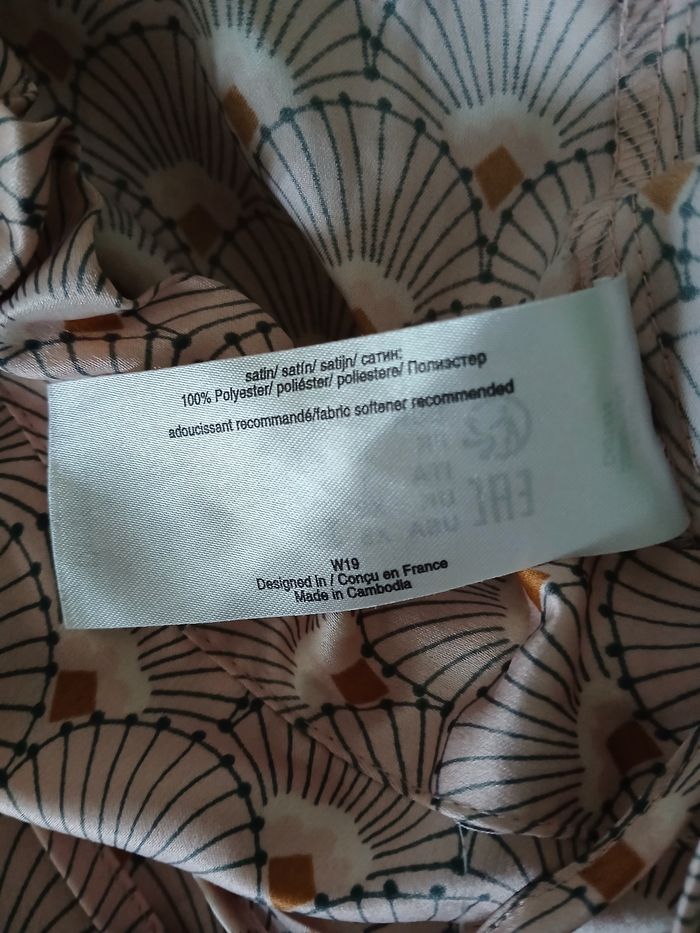 satin/ satín/ satijn/ сатин:
100% Polyester/ poliéster/ poliestere/ Полиэстер
adoucissant recommandé/fabric softener recommended
W19
Designed in / Conçu en France
Made in Cambodia